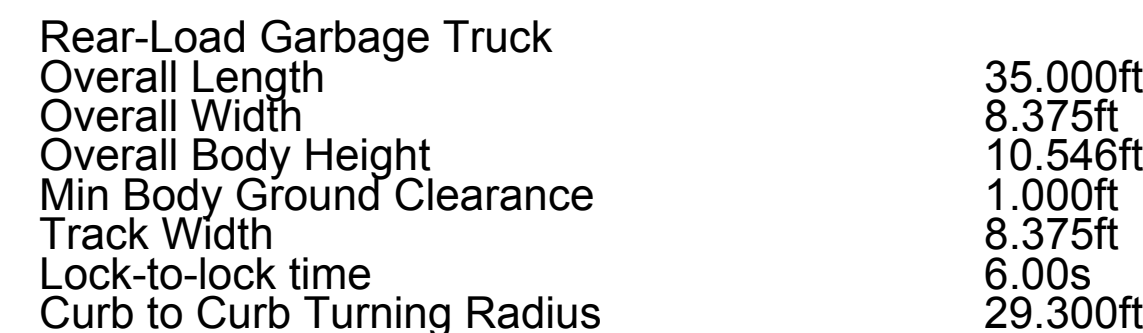 Rear-Load Garbage Truck
Overall Length 35.000ft
Overall Width 8.375ft
Overall Body Height 10.546ft
Min Body Ground Clearance 1.000ft
Track Width 8.375ft
Lock-to-lock time 6.00s
Curb to Curb Turning Radius 29.300ft